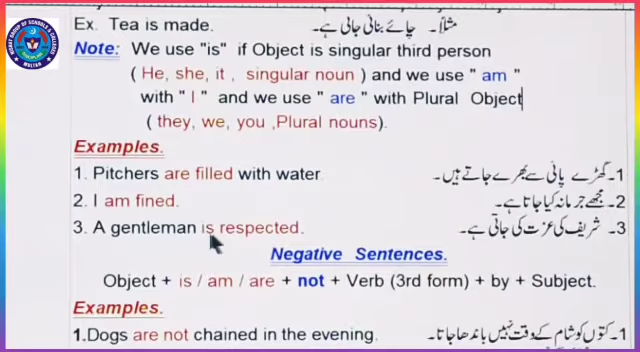 Ex. Tea is made. مثلاً۔ چائے بنائی جاتی ہے۔
Note: We use "is" if Object is singular third person
( He, she, it , singular noun ) and we use " am "
with " I " and we use " are " with Plural Object
( they, we, you ,Plural nouns).
Examples.
1. Pitchers are filled with water. 1۔ گھڑے پانی سے بھرے جاتے ہیں۔
2. I am fined. 2۔ مجھے جرمانہ کیا جاتا ہے۔
3. A gentleman is respected. 3۔ شریف کی عزت کی جاتی ہے۔
Negative Sentences.
Object + is / am / are + not + Verb (3rd form) + by + Subject.
Examples.
1.Dogs are not chained in the evening. 1۔ کتوں کو شام کے وقت نہیں باندھا جاتا۔
GROUP OF SCHOOLS & COLLEGES
MULTAN